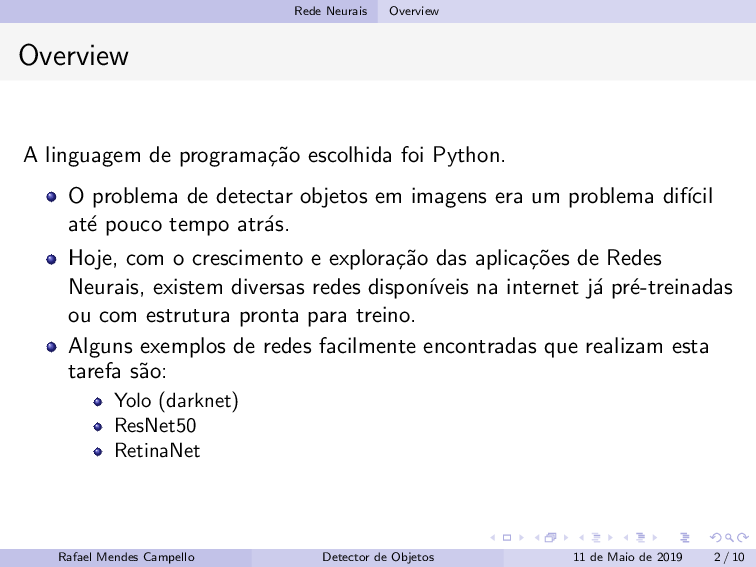 Rede Neurais Overview
Overview
A linguagem de programação escolhida foi Python.
O problema de detectar objetos em imagens era um problema difícil
até pouco tempo atrás.
Hoje, com o crescimento e exploração das aplicações de Redes
Neurais, existem diversas redes disponíveis na internet já pré-treinadas
ou com estrutura pronta para treino.
Alguns exemplos de redes facilmente encontradas que realizam esta
tarefa são:
Yolo (darknet)
ResNet50
RetinaNet
Rafael Mendes Campello Detector de Objetos 11 de Maio de 2019 2 / 10